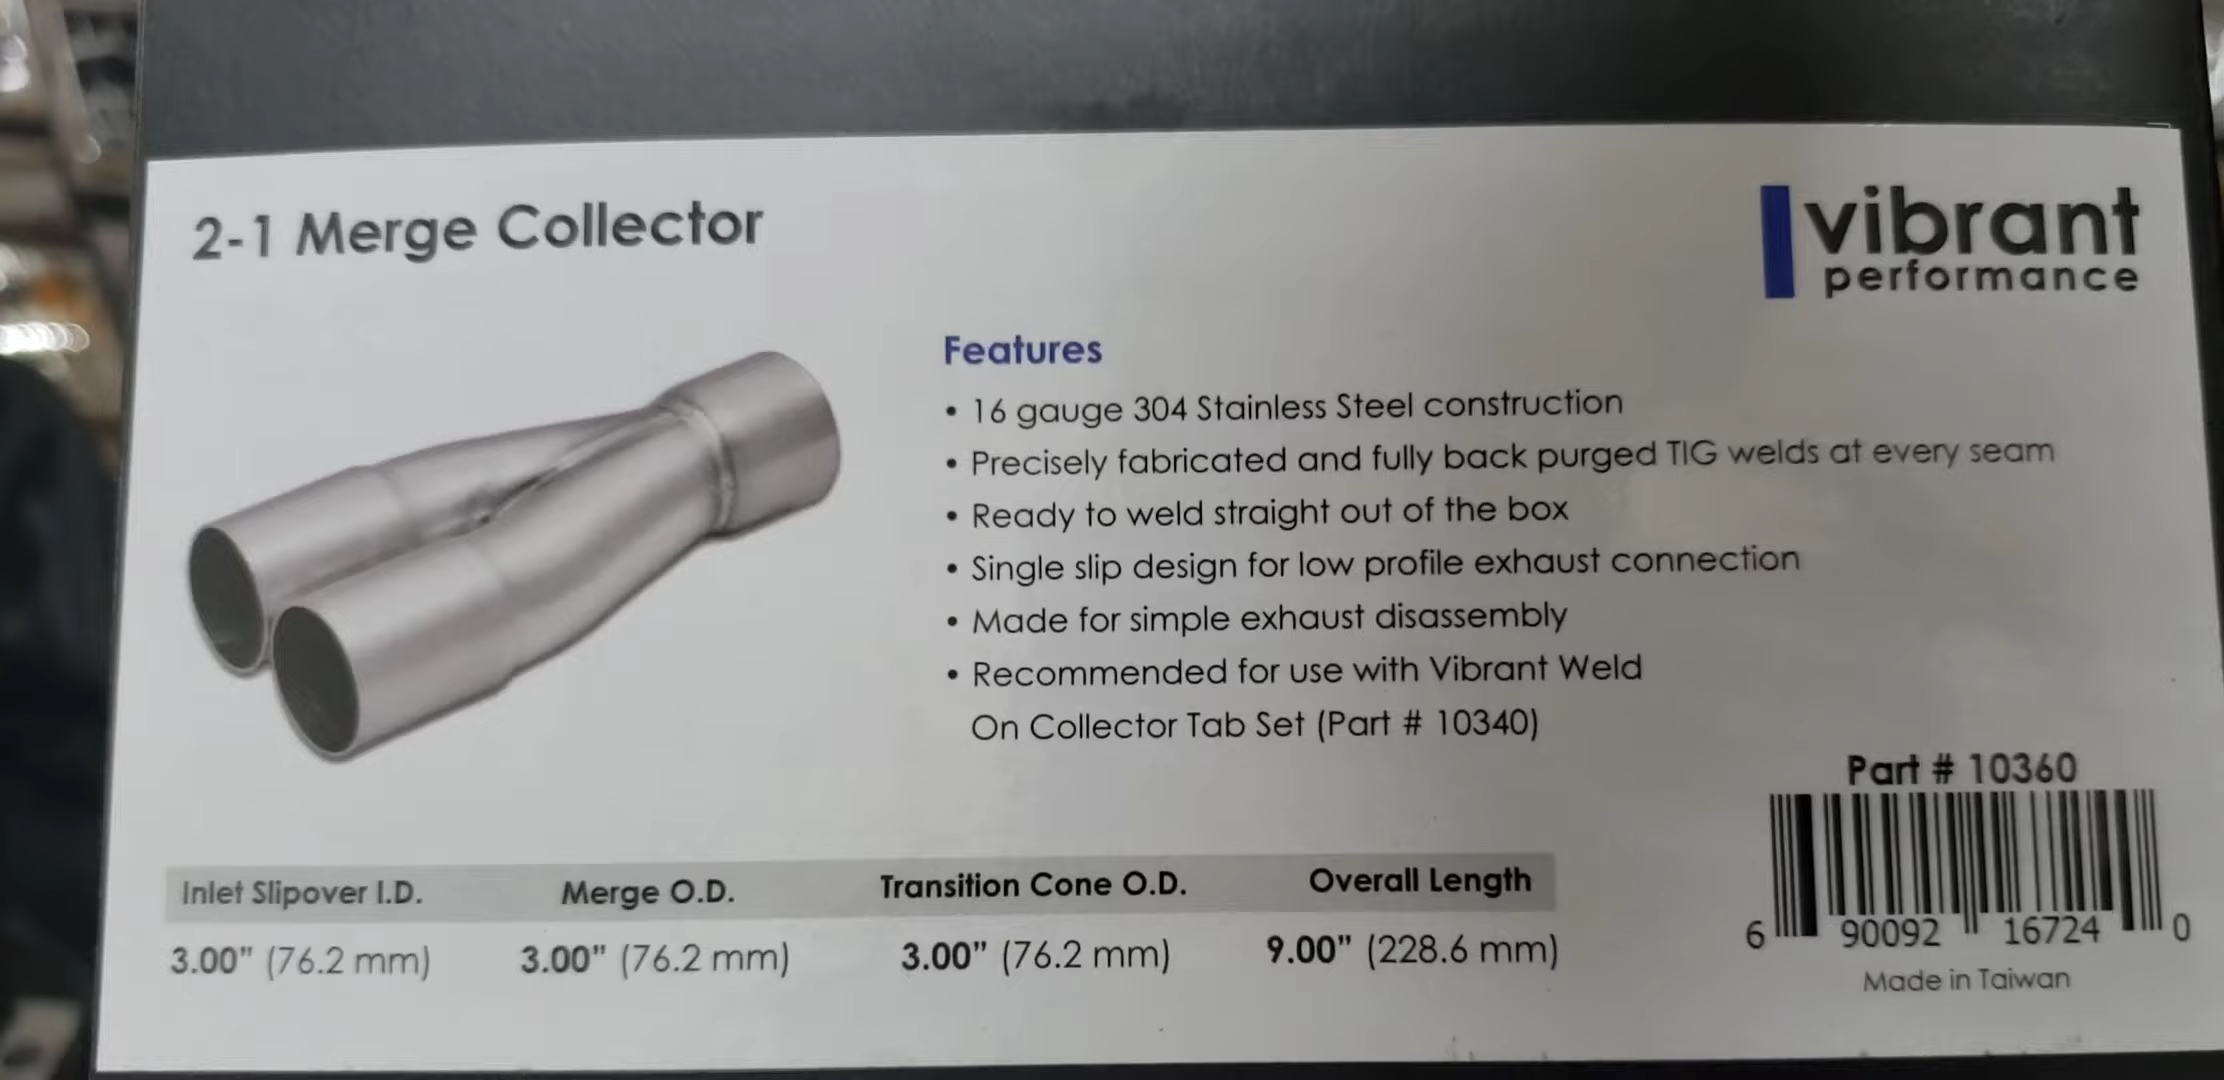 2-1 Merge Collector
vibrant
performance
Features
• 16 gauge 304 Stainless Steel construction
• Precisely fabricated and fully back purged TIG welds at every seam
• Ready to weld straight out of the box
• Single slip design for low profile exhaust connection
• Made for simple exhaust disassembly
• Recommended for use with Vibrant Weld
On Collector Tab Set (Part # 10340)
Part # 10360
6 90092 16724 0
Made in Taiwan
Inlet Slipover I.D. Merge O.D. Transition Cone O.D. Overall Length
3.00" (76.2 mm) 3.00" (76.2 mm) 3.00" (76.2 mm) 9.00" (228.6 mm)